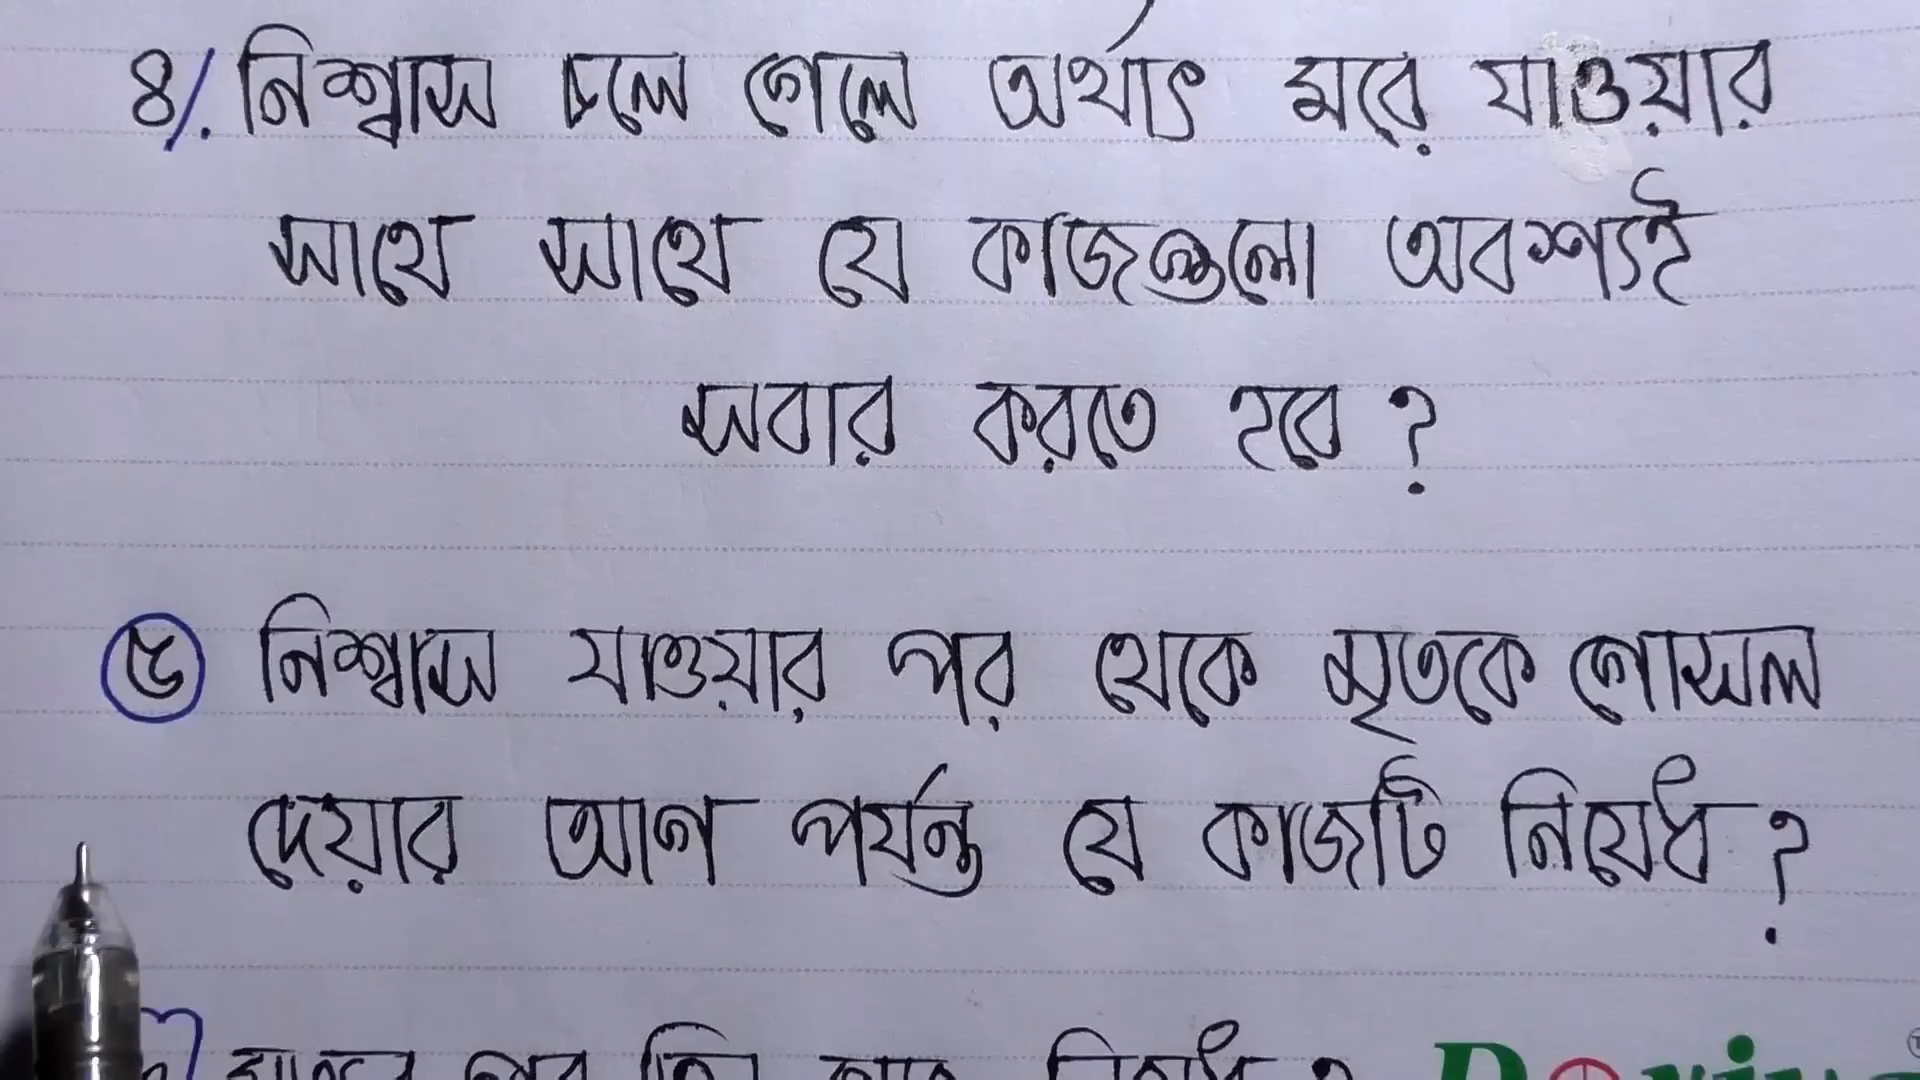 ৪/. নিশ্বাস চলে গেলে অর্থাৎ মরে যাওয়ার
সাথে সাথে যে কাজগুলো অবশ্যই
সবার করতে হবে ?
৫ নিশ্বাস যাওয়ার পর থেকে মৃতকে গোসল
দেয়ার আগ পর্যন্ত যে কাজটি নিষেধ ?